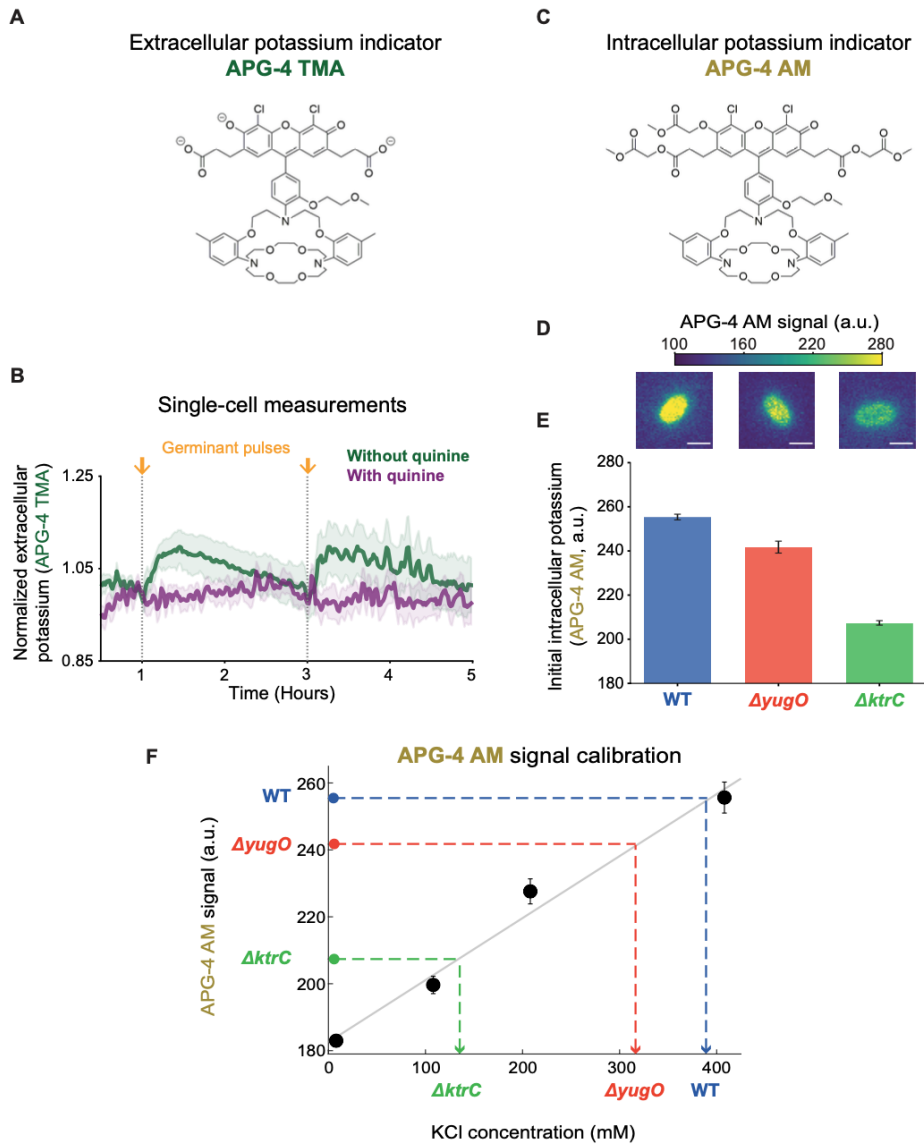 A
Extracellular potassium indicator
APG-4 TMA
Cl
Cl
O
O
O
O
O
O
O
O
O
N
O
O
O
O
N
N
O
O
C
Intracellular potassium indicator
APG-4 AM
O
O
O
Cl
Cl
O
O
O
O
O
O
O
O
O
O
O
O
N
O
O
O
O
N
N
O
O
D
APG-4 AM signal (a.u.)
100 160 220 280
B
Single-cell measurements
Germinant pulses
Without quinine
With quinine
Normalized extracellular
potassium (APG-4 TMA)
1.25
1.05
0.85
1 2 3 4 5
Time (Hours)
E
Initial intracellular potassium
(APG-4 AM, a.u.)
280
260
240
220
200
180
WT ΔyugO ΔktrC
F
APG-4 AM signal calibration
APG-4 AM signal (a.u.)
WT
ΔyugO
ΔktrC
260
240
220
200
180
0 100 200 300 400
ΔktrC ΔyugO WT
KCl concentration (mM)